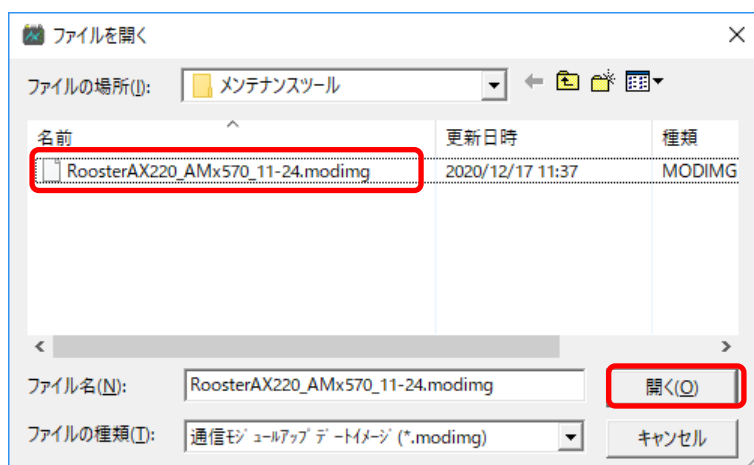 ファイルを開く
ファイルの場所(I): メンテナンスツール
名前 更新日時 種類
RoosterAX220_AMx570_11-24.modimg 2020/12/17 11:37 MODIMG
ファイル名(N): RoosterAX220_AMx570_11-24.modimg 開く(O)
ファイルの種類(T): 通信ﾓｼﾞｭｰﾙｱｯﾌﾟﾃﾞｰﾄｲﾒｰｼﾞ(*.modimg) キャンセル